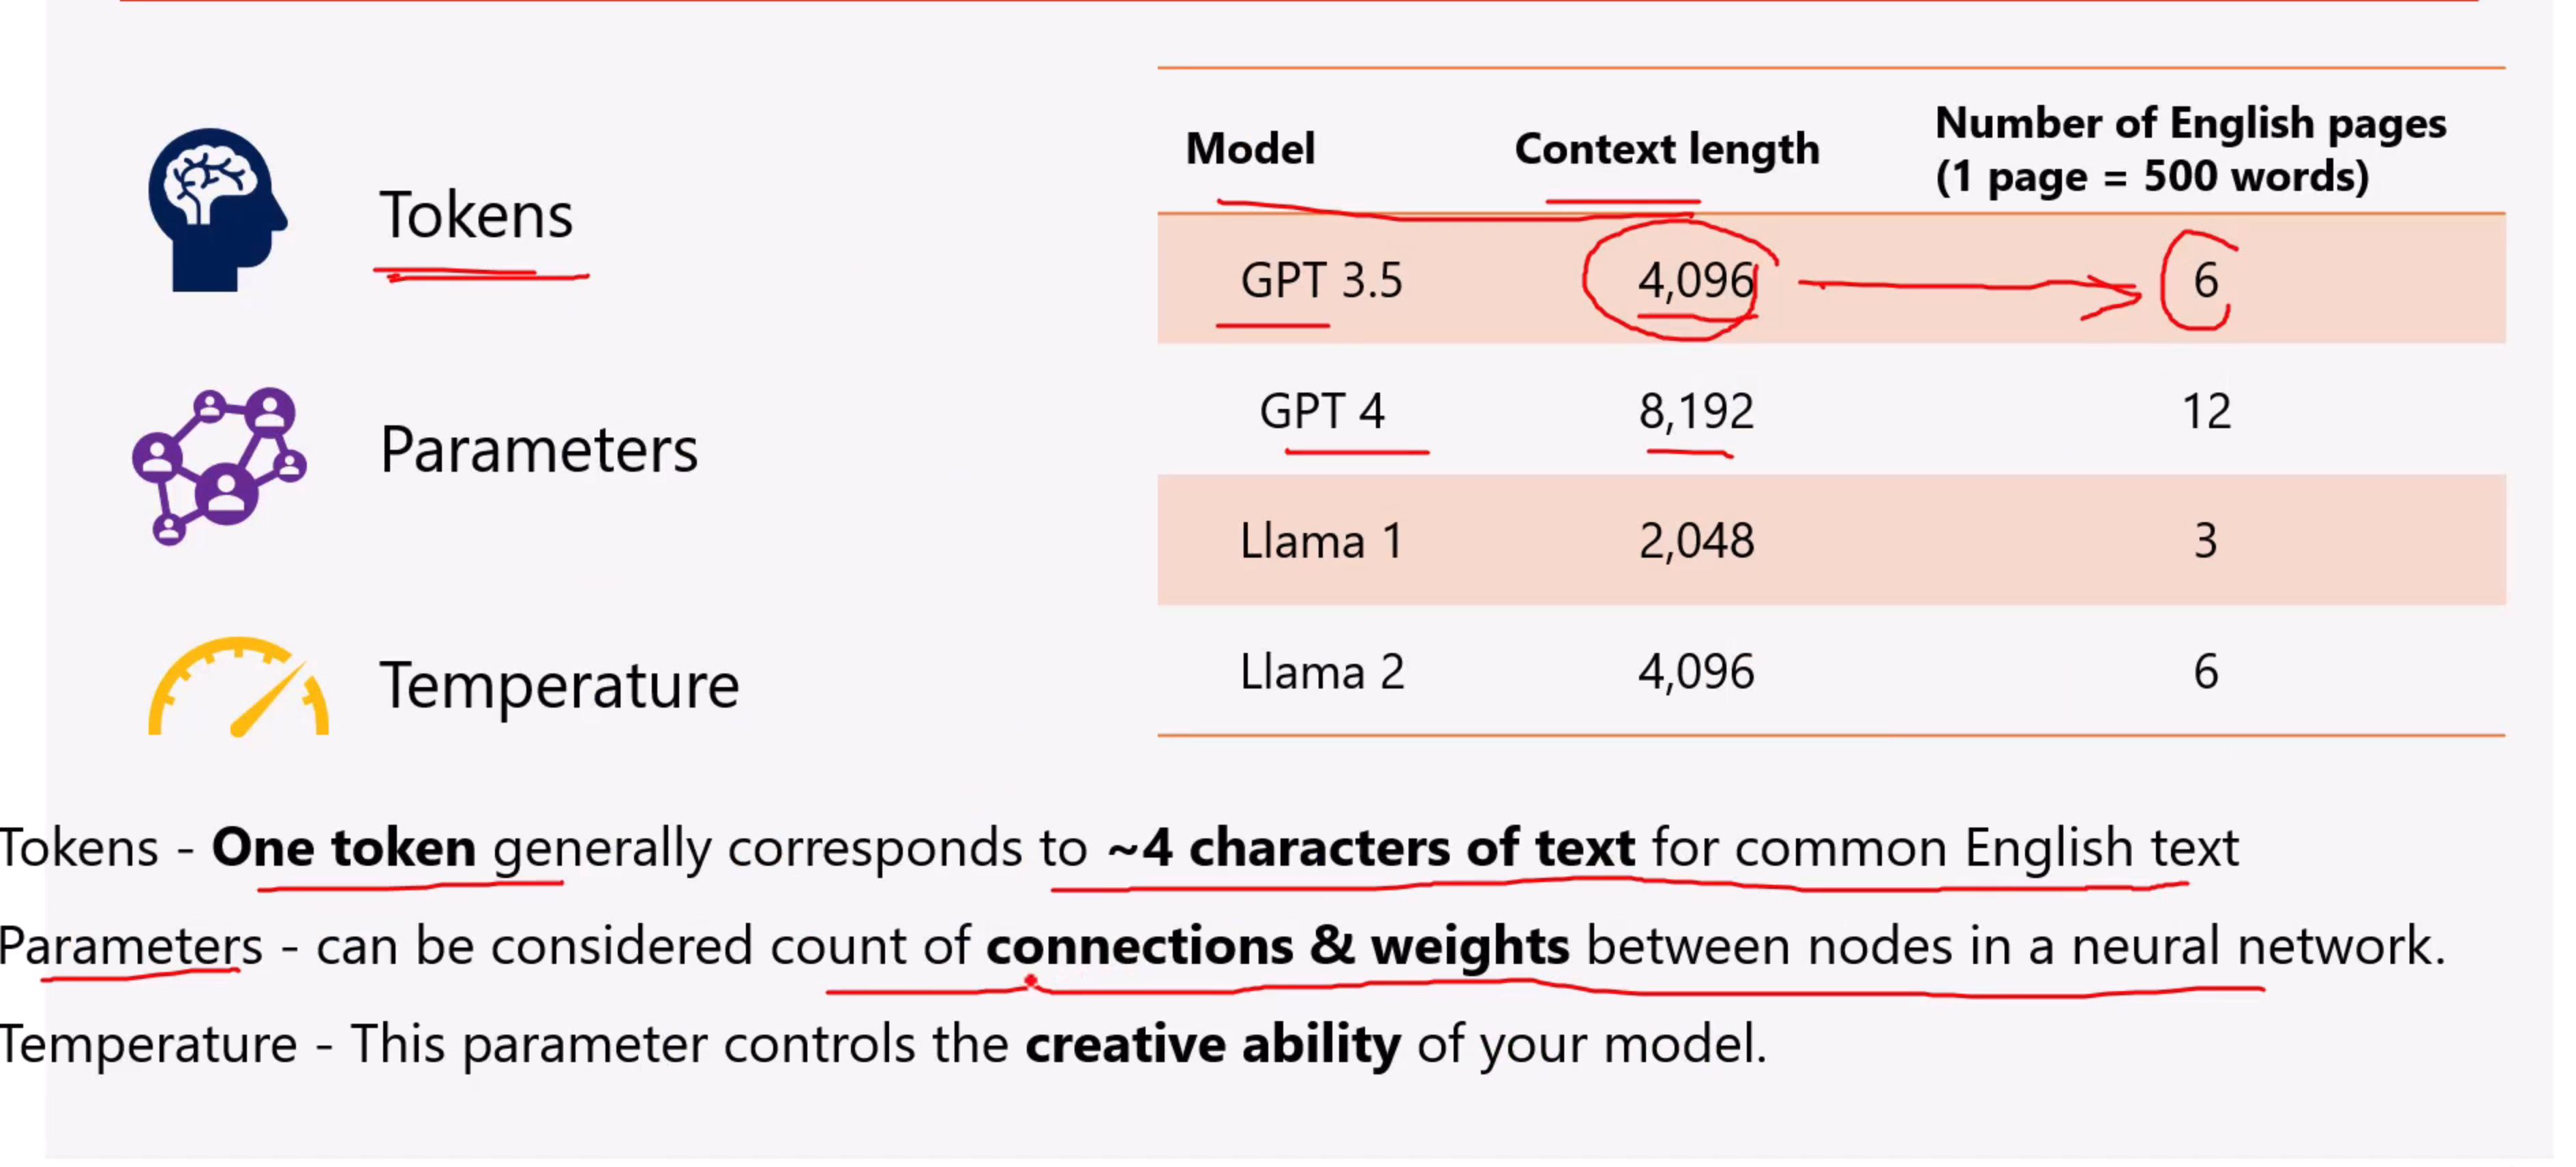 Tokens
Parameters
Temperature
Model Context length Number of English pages
(1 page = 500 words)
GPT 3.5 4,096 6
GPT 4 8,192 12
Llama 1 2,048 3
Llama 2 4,096 6
Tokens - One token generally corresponds to ~4 characters of text for common English text
Parameters - can be considered count of connections & weights between nodes in a neural network.
Temperature - This parameter controls the creative ability of your model.